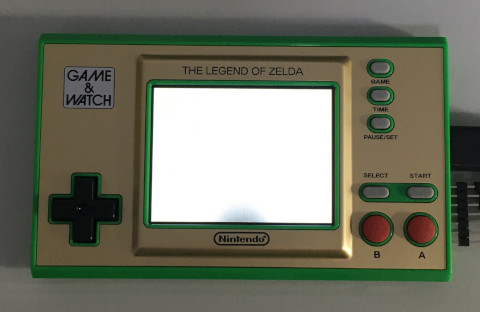 GAME
&
WATCH
THE LEGEND OF ZELDA
GAME
TIME
PAUSE/SET
SELECT START
Nintendo
B A